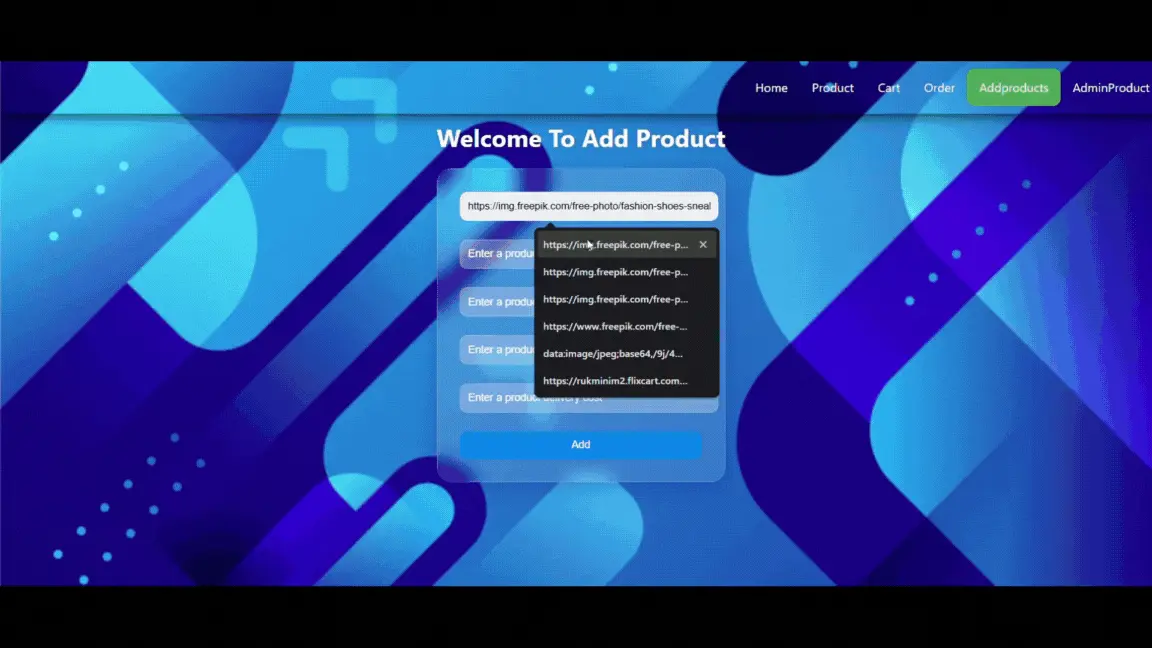 Home Product Cart Order Addproducts AdminProduct
Welcome To Add Product
https://img.freepik.com/free-photo/fashion-shoes-sneal
https://img.freepik.com/free-p...
Enter a produ
https://img.freepik.com/free-p...
https://img.freepik.com/free-p...
Enter a produ
https://www.freepik.com/free-...
Enter a produ
data:image/jpeg;base64,/9j/4...
https://rukminim2.flixcart.com...
Enter a product delivery cost
Add